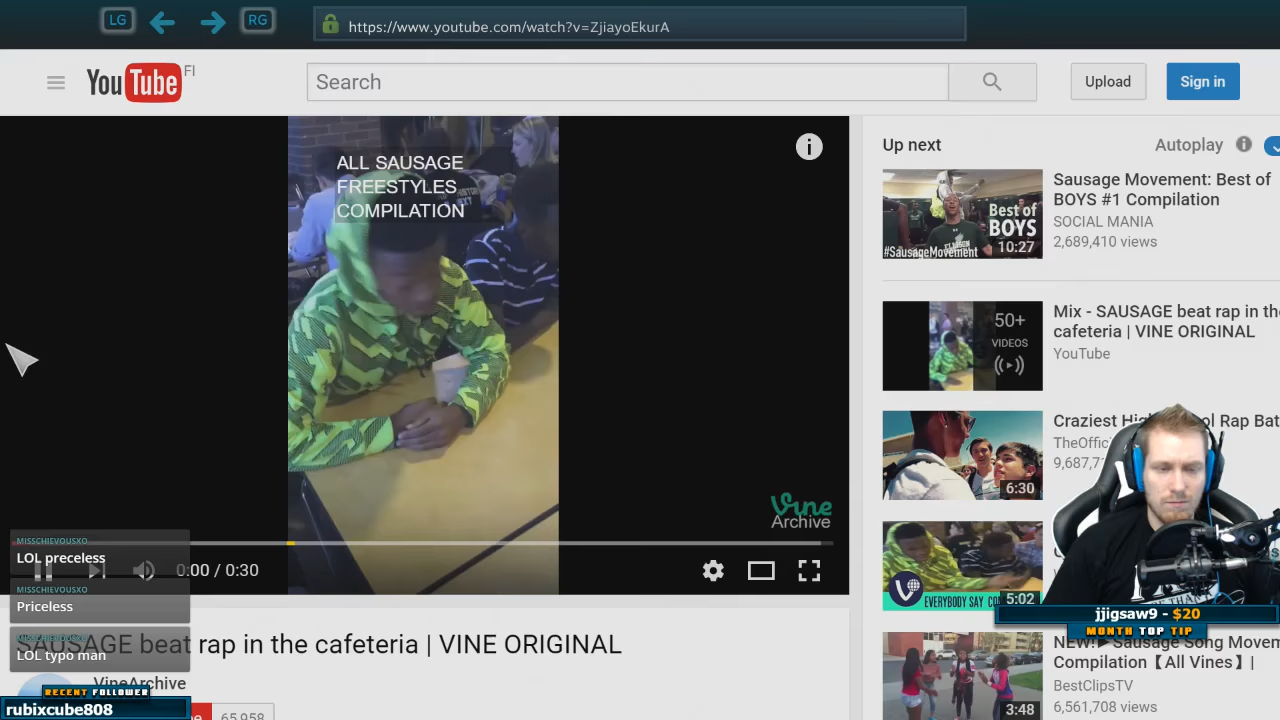 LG
RG
https://www.youtube.com/watch?v=ZjiayoEkurA
YouTube FI
Search
Upload
Sign in
ALL SAUSAGE
FREESTYLES
COMPILATION
Vine
Archive
0:00 / 0:30
MISSCHIEVOUSXO
LOL preceless
MISSCHIEVOUSXO
Priceless
MISSCHIEVOUSXO
LOL typo man
SAUSAGE beat rap in the cafeteria | VINE ORIGINAL
VineArchive
65,958
RECENT FOLLOWER
rubixcube808
Up next
Autoplay
Best of
BOYS
#SausageMovement
10:27
Sausage Movement: Best of
BOYS #1 Compilation
SOCIAL MANIA
2,689,410 views
50+
VIDEOS
Mix - SAUSAGE beat rap in the
cafeteria | VINE ORIGINAL
YouTube
6:30
Craziest Rap
EVERYBODY SAY
5:02
jjigsaw9 - $20
MONTH TOP TIP
3:48
NEW!►Sausage Song
Compilation【All Vines】|
BestClipsTV
6,561,708 views